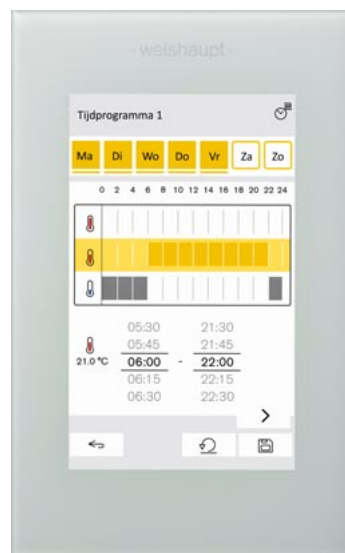 -weishaupt-
Tijdprogramma 1
Ma Di Wo Do Vr Za Zo
0 2 4 6 8 10 12 14 16 18 20 22 24
05:30 21:30
05:45 21:45
21.0 °C 06:00 - 22:00
06:15 22:15
06:30 22:30